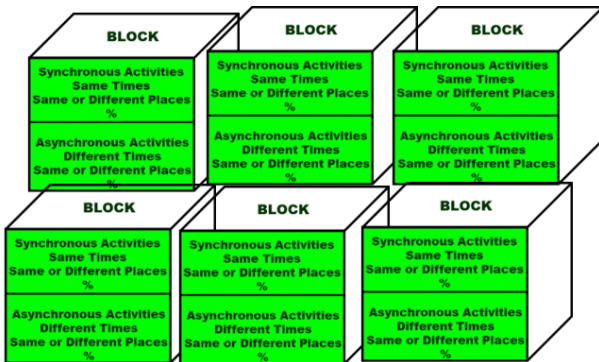 BLOCK
Synchronous Activities
Same Times
Same or Different Places
%
Asynchronous Activities
Different Times
Same or Different Places
%
BLOCK
Synchronous Activities
Same Times
Same or Different Places
%
Asynchronous Activities
Different Times
Same or Different Places
%
BLOCK
Synchronous Activities
Same Times
Same or Different Places
%
Asynchronous Activities
Different Times
Same or Different Places
%
BLOCK
Synchronous Activities
Same Times
Same or Different Places
%
Asynchronous Activities
Different Times
Same or Different Places
%
BLOCK
Synchronous Activities
Same Times
Same or Different Places
%
Asynchronous Activities
Different Times
Same or Different Places
%
BLOCK
Synchronous Activities
Same Times
Same or Different Places
%
Asynchronous Activities
Different Times
Same or Different Places
%